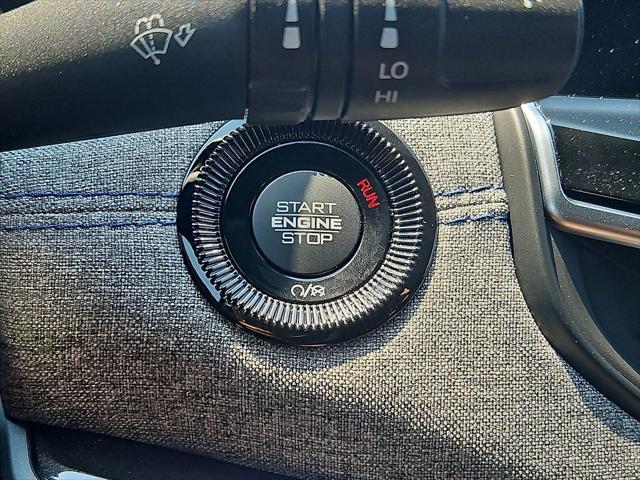 LO
HI
START
ENGINE
STOP
RUN